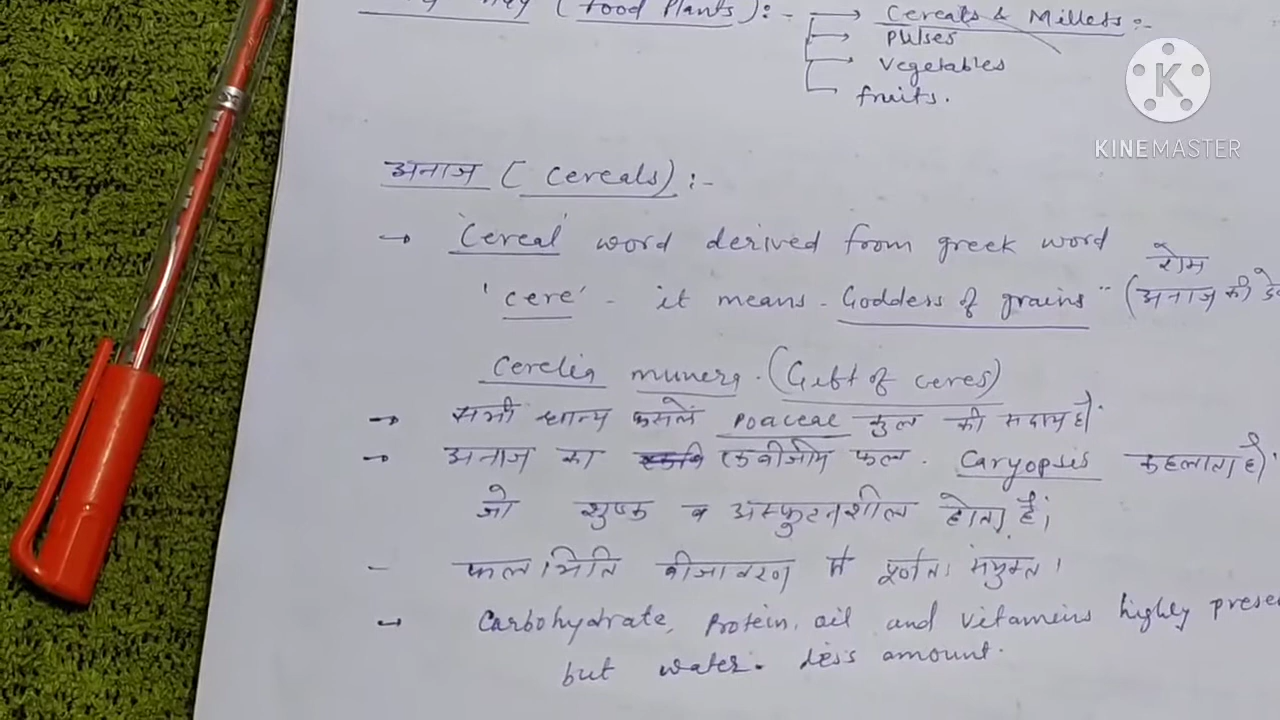 (Food Plants) :- → Cereals & Millets :-
→ Pulses
→ Vegetables
fruits.
K
KINEMASTER
अनाज (Cereals) :-
→ 'Cereal' word derived from greek word
रोम
'cere' - it means - Goddess of grains" (अनाज की
Cerelia munera. (Gift of ceres)
→ सभी धान्य फसलें Poaceae कुल की सदस्य हैं
→ अनाज का एकबीजीय फल. Caryopsis कहलाता है।
जो शुष्क व अस्फुटनशील होता है।
- फलभित्ति बीजावरण से पूर्णतः संयुक्त।
→ Carbohydrate, Protein, oil and vitamins highly prese
but water. less amount.